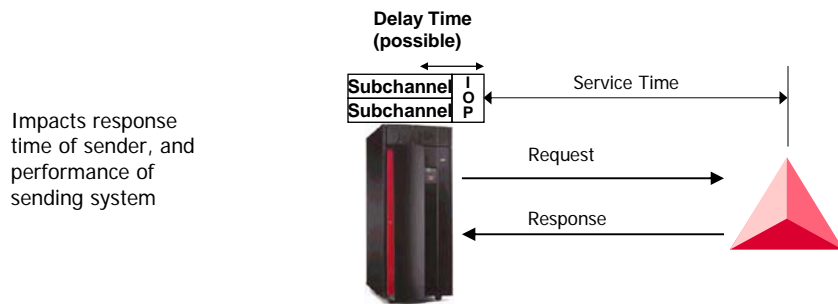 Delay Time
(possible)
Subchannel
Subchannel
I
O
P
Service Time
Impacts response
time of sender, and
performance of
sending system
Request
Response